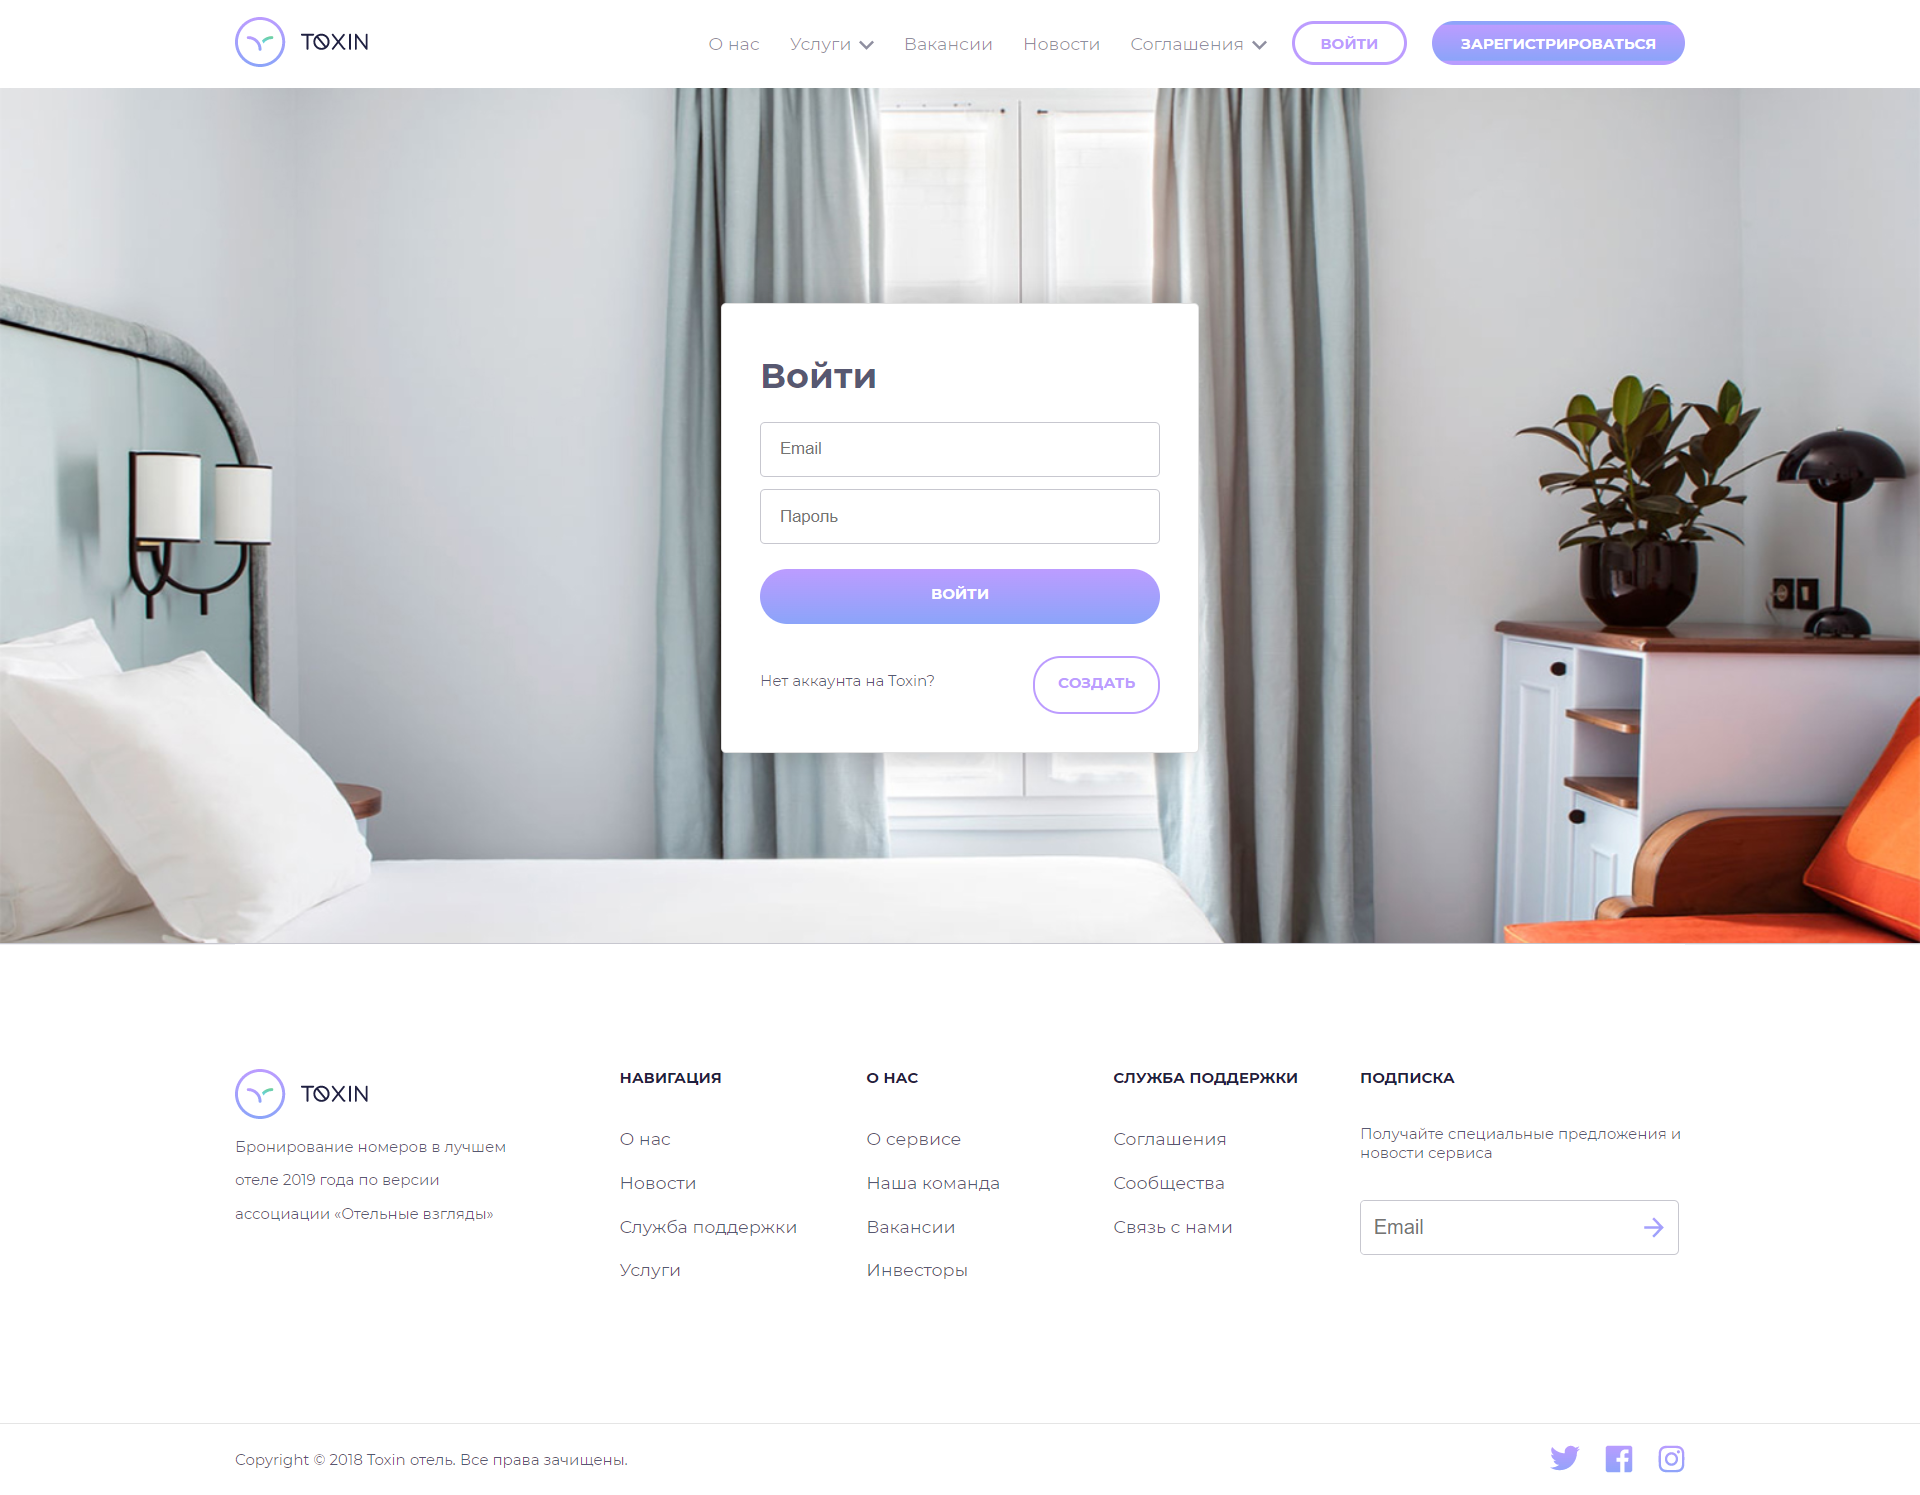 TOXIN
О нас Услуги Вакансии Новости Соглашения ВОЙТИ ЗАРЕГИСТРИРОВАТЬСЯ
Войти
Email
Пароль
ВОЙТИ
Нет аккаунта на Toxin? СОЗДАТЬ
TOXIN
Бронирование номеров в лучшем
отеле 2019 года по версии
ассоциации «Отельные взгляды»
НАВИГАЦИЯ
О нас
Новости
Служба поддержки
Услуги
О НАС
О сервисе
Наша команда
Вакансии
Инвесторы
СЛУЖБА ПОДДЕРЖКИ
Соглашения
Сообщества
Связь с нами
ПОДПИСКА
Получайте специальные предложения и
новости сервиса
Email
Copyright © 2018 Toxin отель. Все права зачищены.